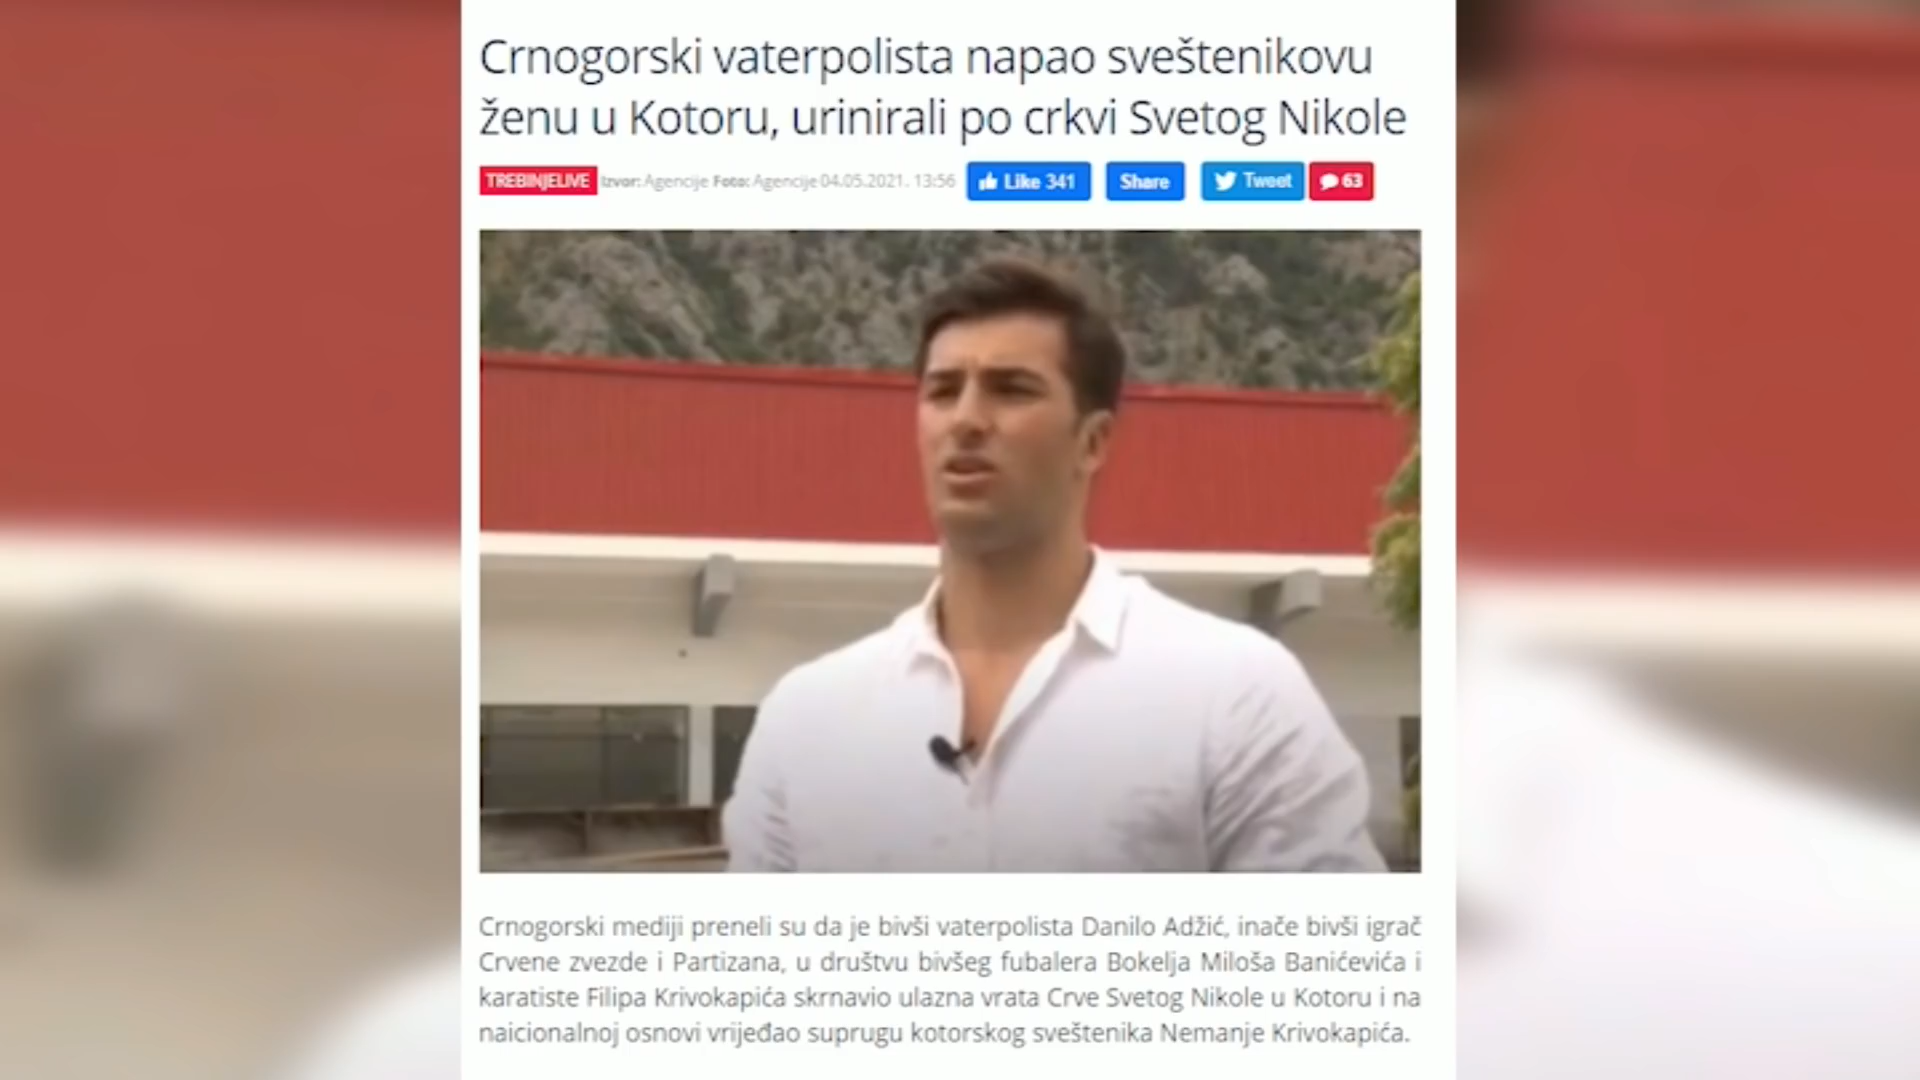 Crnogorski vaterpolista napao sveštenikovu
ženu u Kotoru, urinirali po crkvi Svetog Nikole
TREBINJELIVE Izvor: Agencije Foto: Agencije 04.05.2021. 13:56 Like 341 Share Tweet 63
Crnogorski mediji preneli su da je bivši vaterpolista Danilo Adžić, inače bivši igrač
Crvene zvezde i Partizana, u društvu bivšeg fubalera Bokelja Miloša Banićevića i
karatiste Filipa Krivokapića skrnavio ulazna vrata Crve Svetog Nikole u Kotoru i na
naicionalnoj osnovi vrijeđao suprugu kotorskog sveštenika Nemanje Krivokapića.